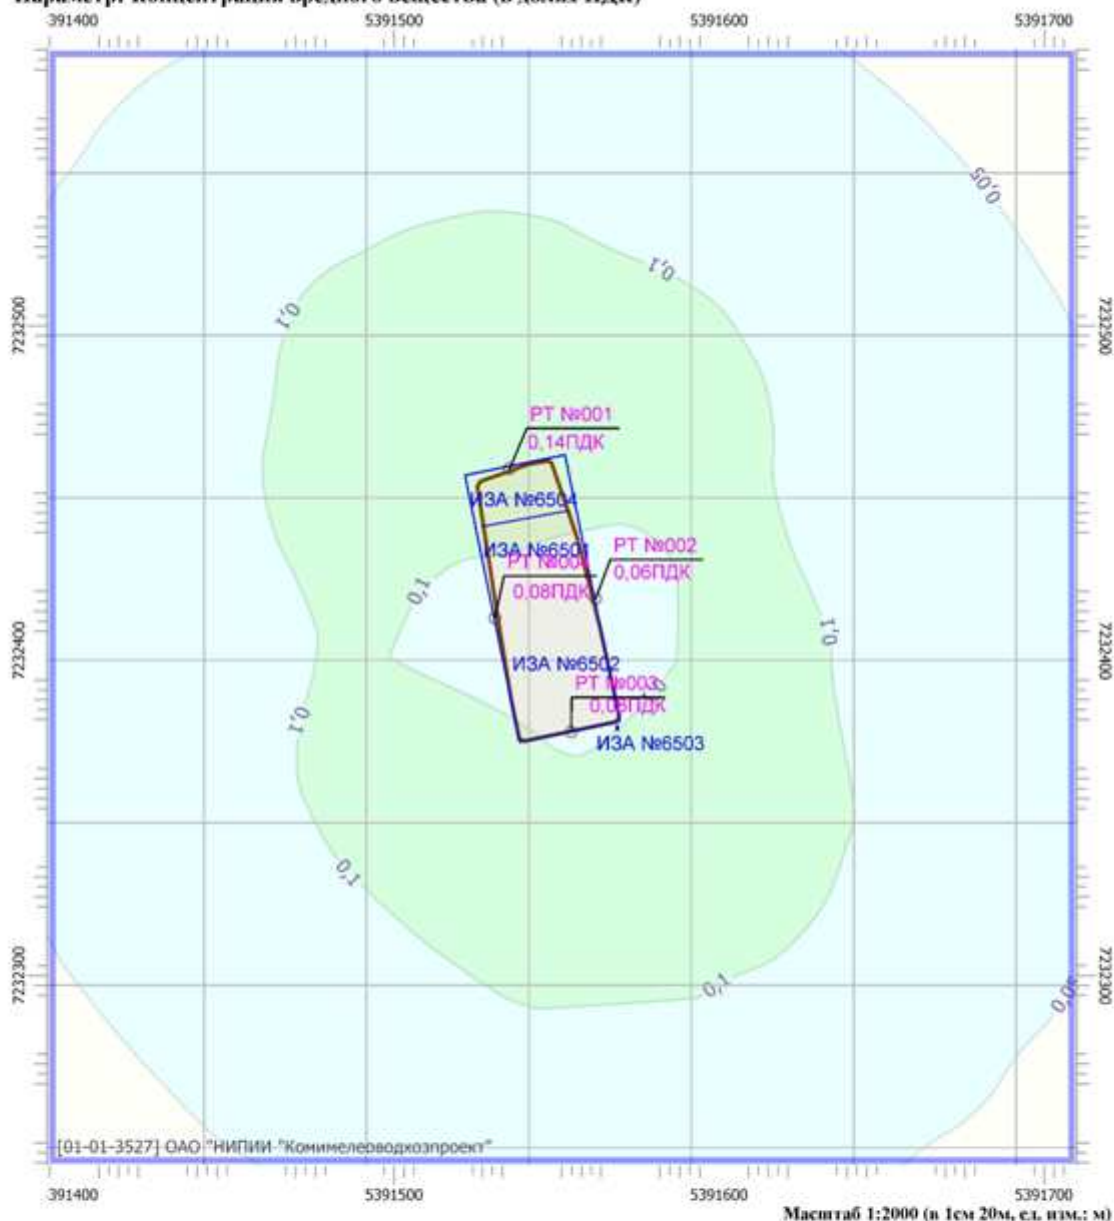 Параметр: Концентрация вредного вещества (в долях ПДК)
391400 5391500 5391600 5391700
0,05
0,1
0,1
7232500 7232500
РТ №001
0,14ПДК
ИЗА №6504
ИЗА №6501
РТ №002
0,06ПДК
0,1
0,08ПДК
7232400 7232400
0,1
ИЗА №6502
РТ №003
0,1
ИЗА №6503
0,1
7232300 7232300
0,1
0,05
[01-01-3527] ОАО "НИПИИ "Комимелиоводхозпроект"
391400 5391500 5391600 5391700
Масштаб 1:2000 (в 1см 20м, ед. изм.: м)